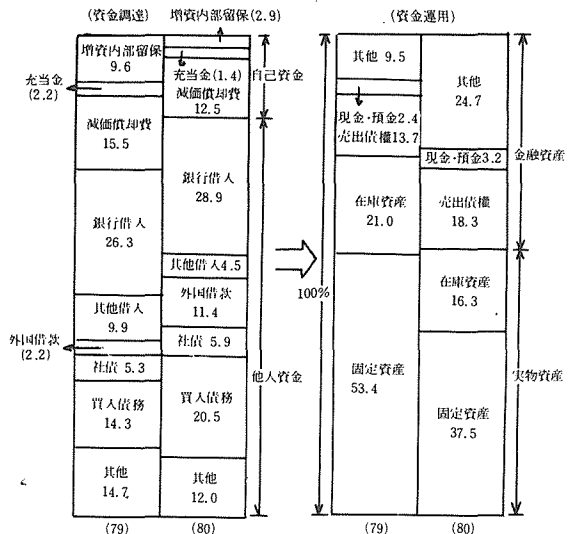 (資金調達)
增資內部留保(2.9)
(資金運用)
增資內部留保
9.6
充当金
(2.2)
充当金(1.4)
減価償却費
12.5
自己資金
減価償却費
15.5
銀行借入
28.9
銀行借入
26.3
其他借入4.5
其他借入
9.9
外国借款
11.4
外国借款
(2.2)
社債 5.9
社債 5.3
他人資金
買入債務
14.3
買入債務
20.5
其他
14.7
其他
12.0
(79)
(80)
100%
其他 9.5
其他
24.7
現金·預金2.4
売出債權13.7
現金·預金3.2
金融資産
在庫資産
21.0
売出債權
18.3
在庫資産
16.3
固定資産
53.4
実物資産
固定資産
37.5
(79)
(80)